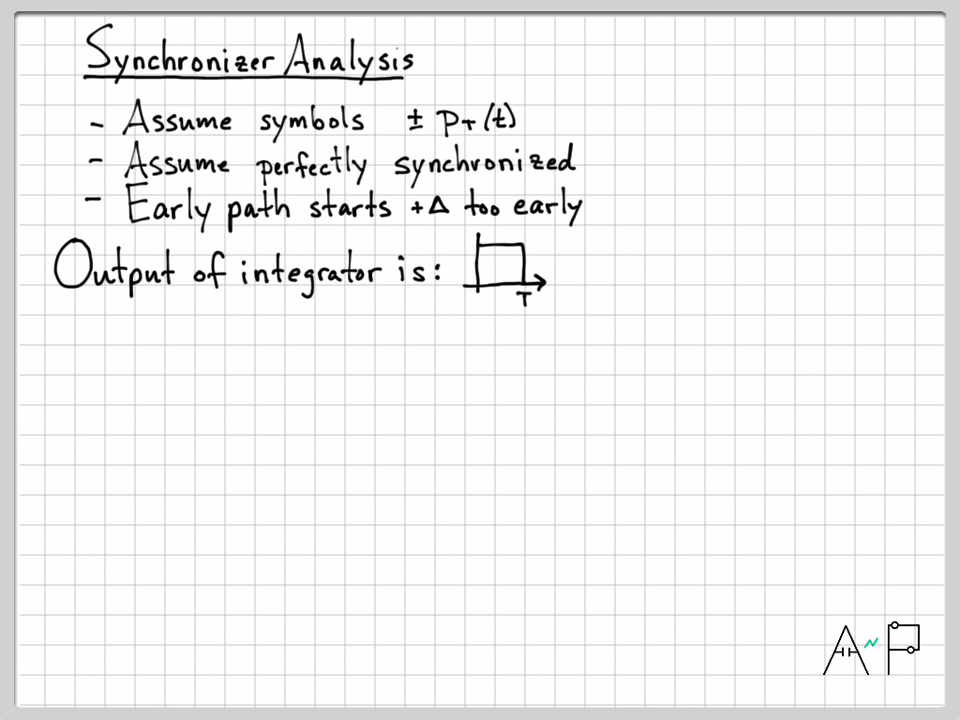 Synchronizer Analysis
- Assume symbols ± p_T(t)
- Assume perfectly synchronized
- Early path starts +Δ too early
Output of integrator is:
T
A P